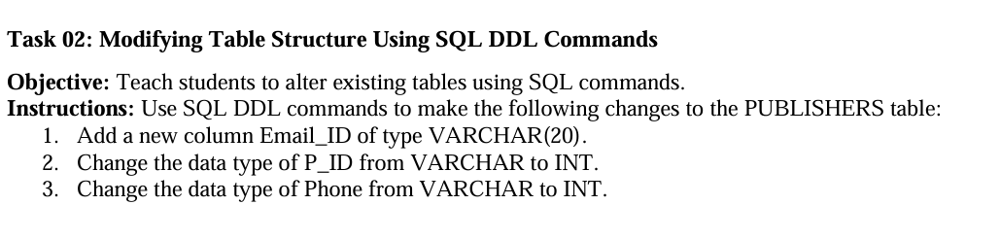 Task 02: Modifying Table Structure Using SQL DDL Commands
Objective: Teach students to alter existing tables using SQL commands.
Instructions: Use SQL DDL commands to make the following changes to the PUBLISHERS table:
1. Add a new column Email_ID of type VARCHAR(20).
2. Change the data type of P_ID from VARCHAR to INT.
3. Change the data type of Phone from VARCHAR to INT.